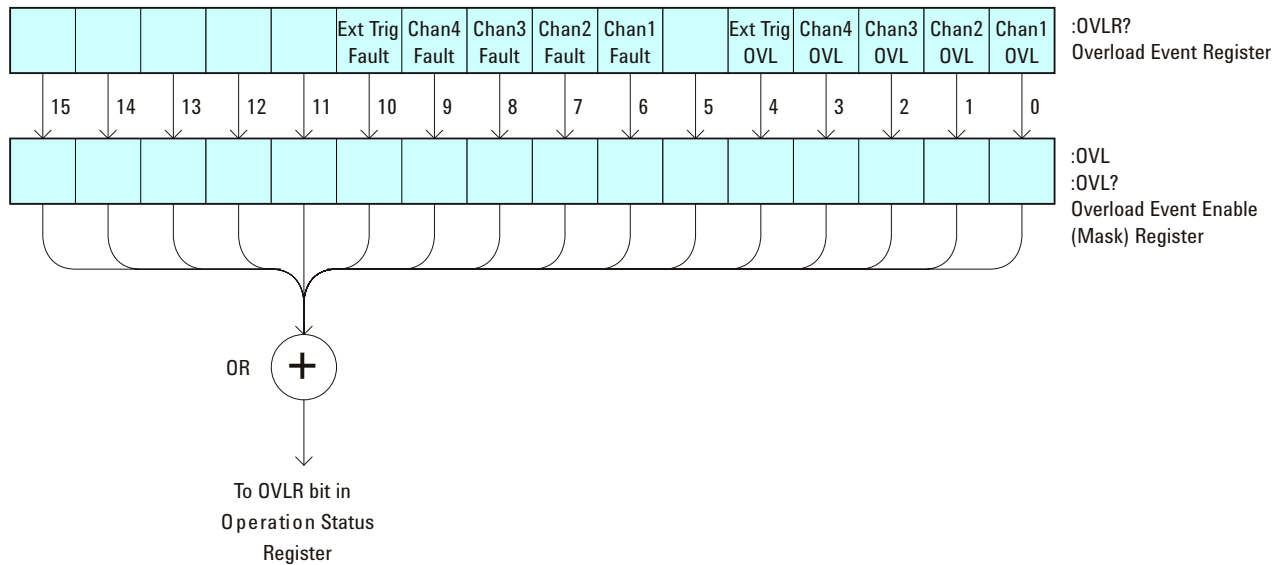 Ext Trig Fault Chan4 Fault Chan3 Fault Chan2 Fault Chan1 Fault Ext Trig OVL Chan4 OVL Chan3 OVL Chan2 OVL Chan1 OVL
:OVLR?
Overload Event Register
15 14 13 12 11 10 9 8 7 6 5 4 3 2 1 0
:OVL
:OVL?
Overload Event Enable
(Mask) Register
OR +
To OVLR bit in
Operation Status
Register